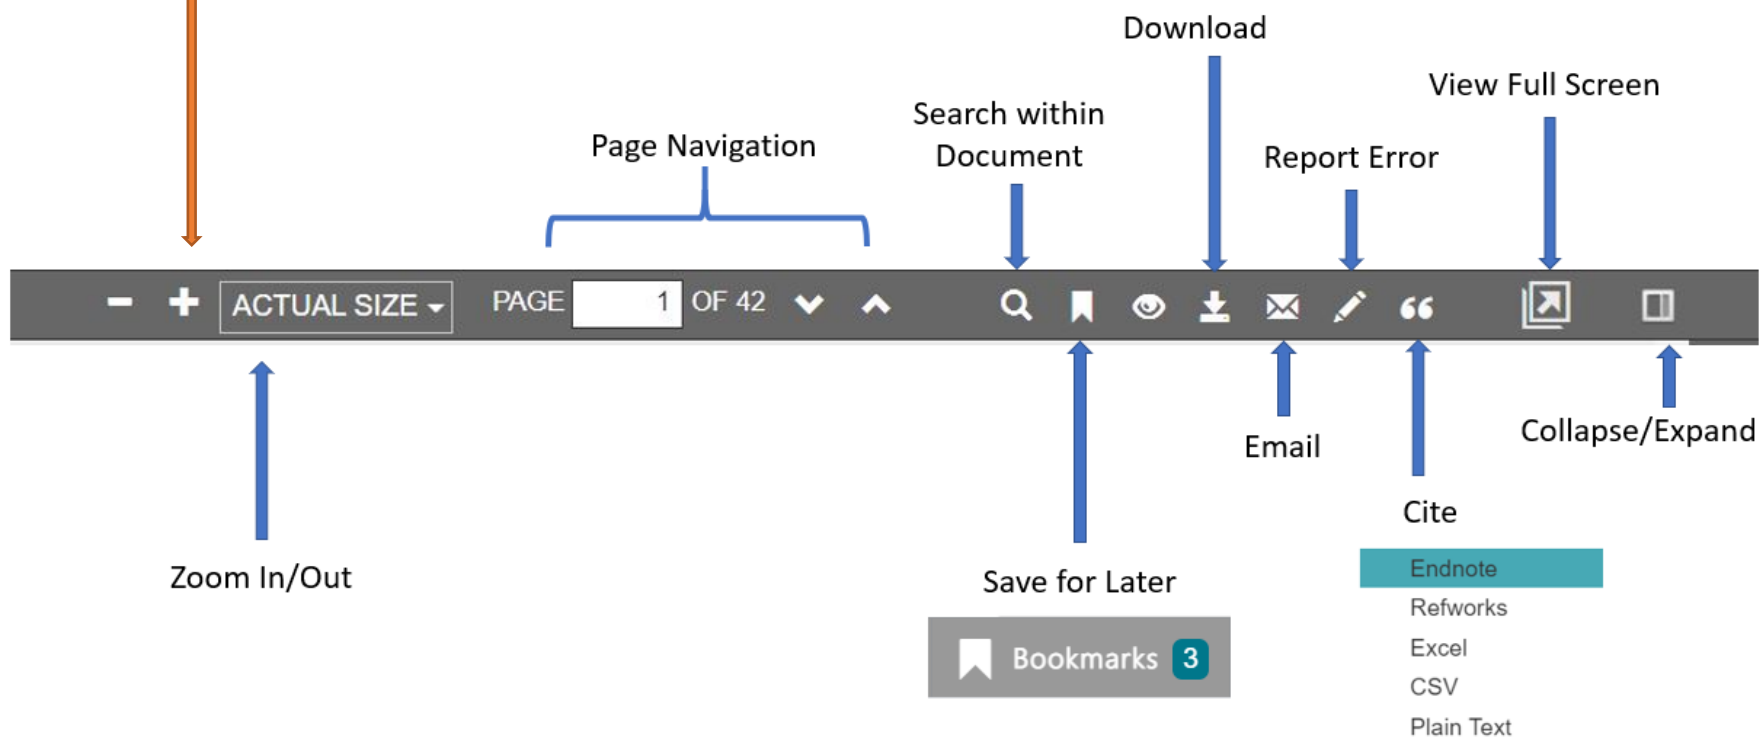 Download
View Full Screen
Search within
Document
Page Navigation
Report Error
ACTUAL SIZE
PAGE 1 OF 42
Email
Collapse/Expand
Cite
Zoom In/Out
Save for Later
Endnote
Refworks
Excel
CSV
Plain Text
Bookmarks 3